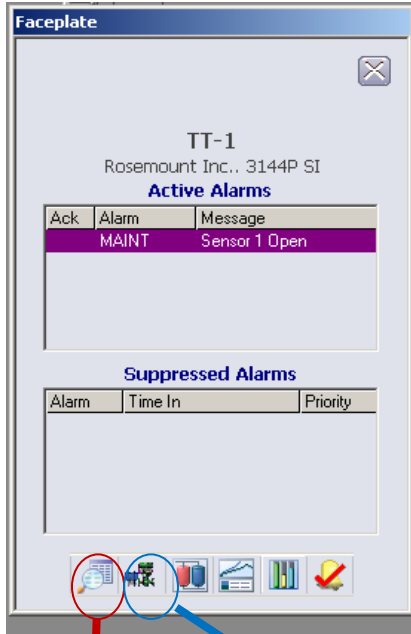 Faceplate
TT-1
Rosemount Inc.. 3144P SI
Active Alarms
Ack Alarm Message
MAINT Sensor 1 Open
Suppressed Alarms
Alarm Time In Priority